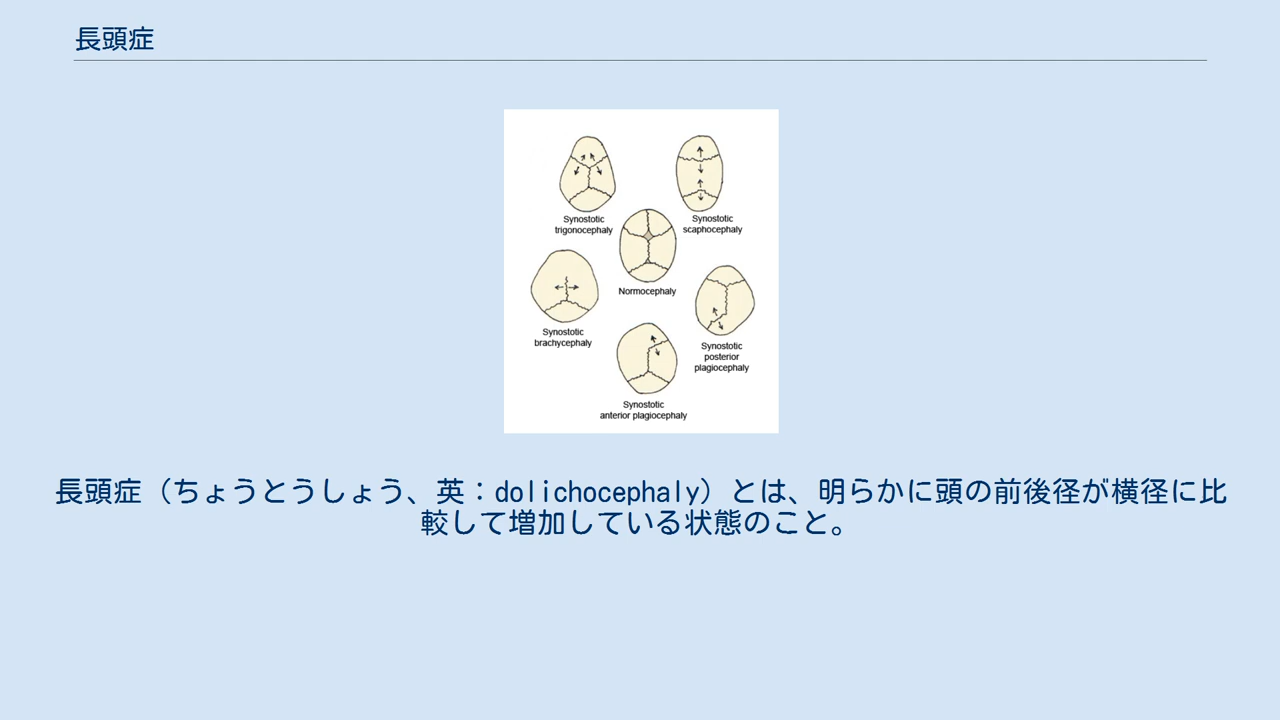 長頭症
Synostotic
trigonocephaly
Synostotic
scaphocephaly
Normocephaly
Synostotic
brachycephaly
Synostotic
posterior
plagiocephaly
Synostotic
anterior plagiocephaly
長頭症（ちょうとうしょう、英：dolichocephaly）とは、明らかに頭の前後径が横径に比
較して増加している状態のこと。